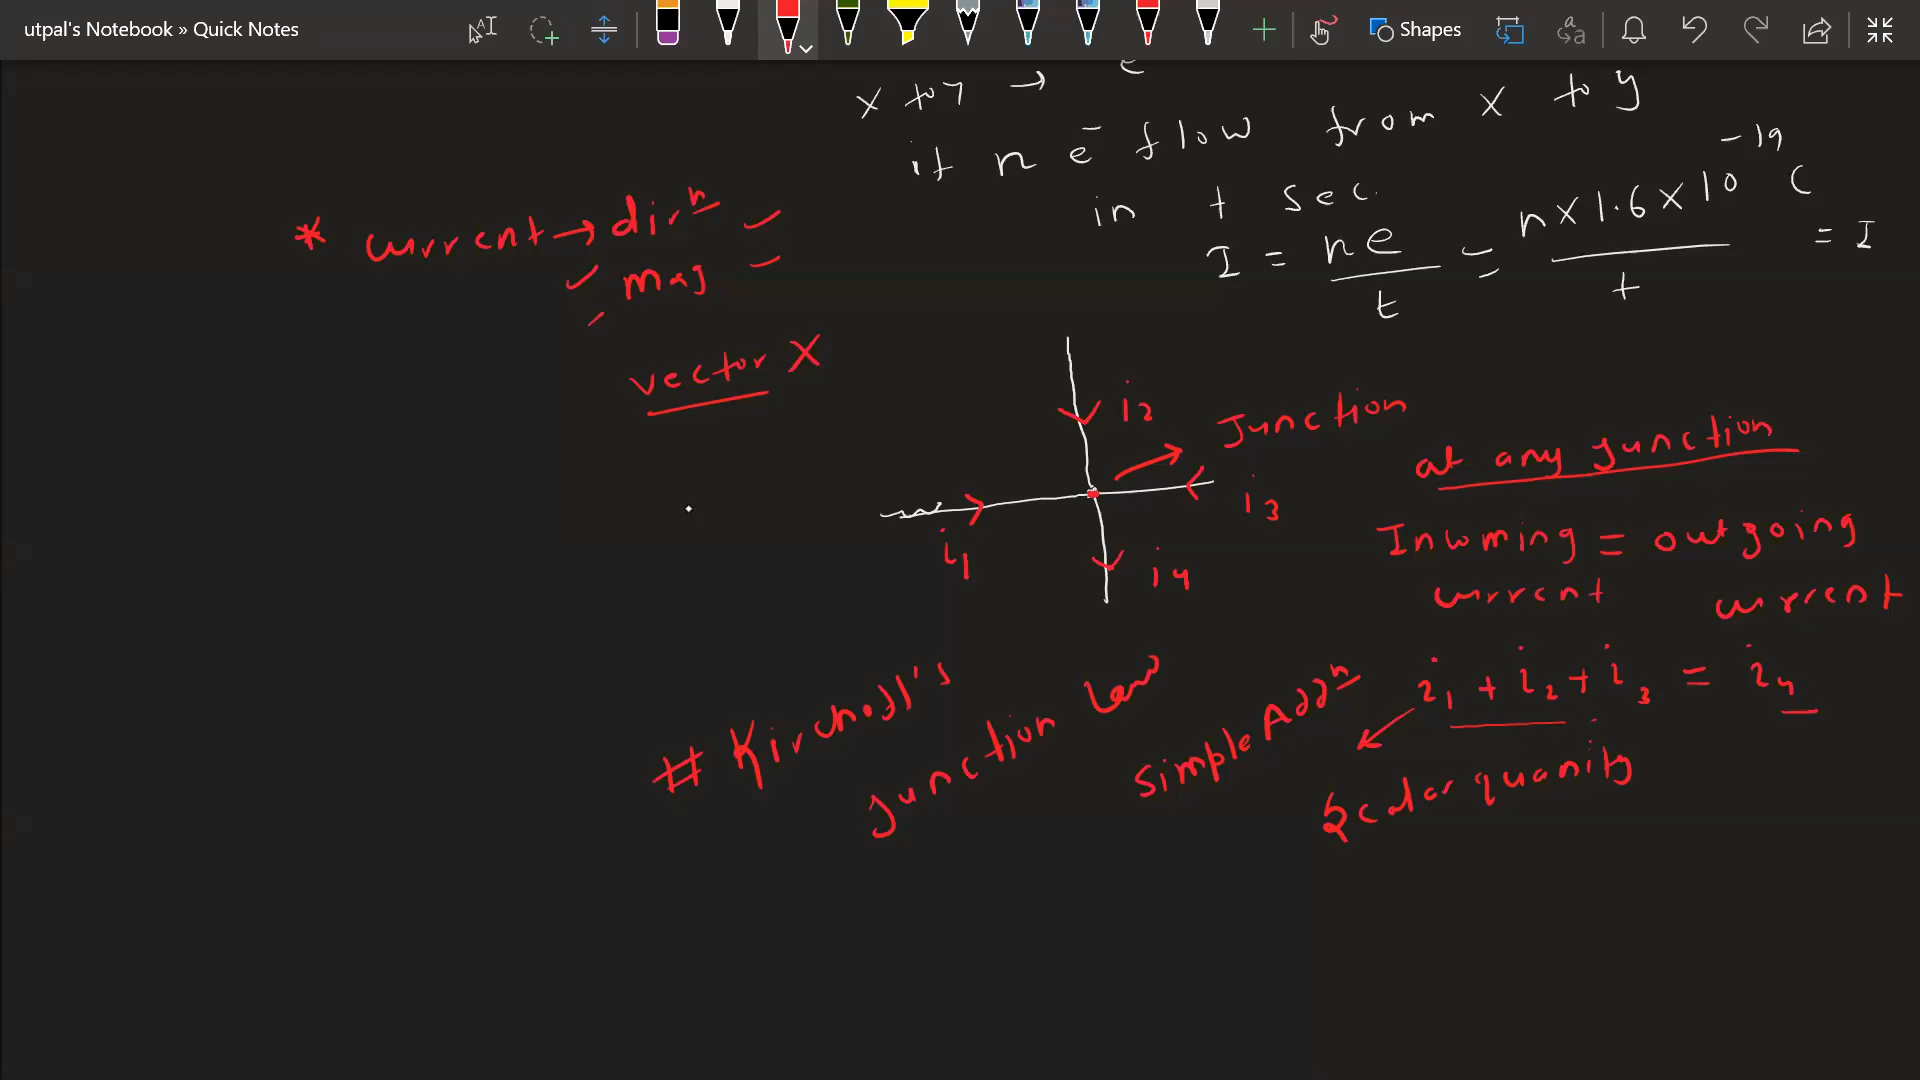 utpal's Notebook » Quick Notes
Shapes
x to y → e
if n e⁻ flow from x to y
in t sec.
I = ne/t = n×1.6×10⁻¹⁹ C/t = I
* current → dirⁿ
mag
vector X
i2
Junction
i1
i3
i4
at any junction
Incoming = outgoing
current current
i1 + i2 + i3 = i4
# Kirchoff's
junction law
Simple Addⁿ
Scalar quanity